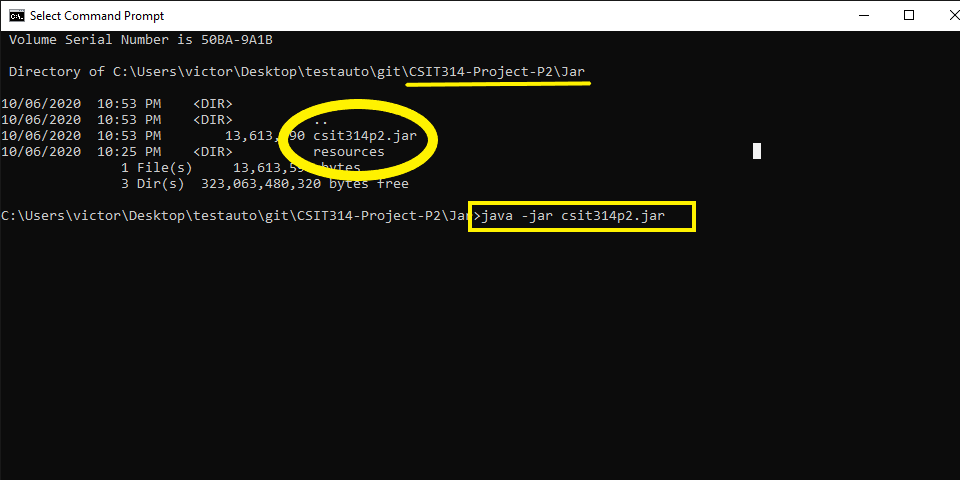 Select Command Prompt
Volume Serial Number is 50BA-9A1B
Directory of C:\Users\victor\Desktop\testauto\git\CSIT314-Project-P2\Jar
10/06/2020  10:53 PM    <DIR>
10/06/2020  10:53 PM    <DIR>          ..
10/06/2020  10:53 PM        13,613,590 csit314p2.jar
10/06/2020  10:25 PM    <DIR>          resources
1 File(s)     13,613,590 bytes
3 Dir(s)  323,063,480,320 bytes free
C:\Users\victor\Desktop\testauto\git\CSIT314-Project-P2\Jar>java -jar csit314p2.jar